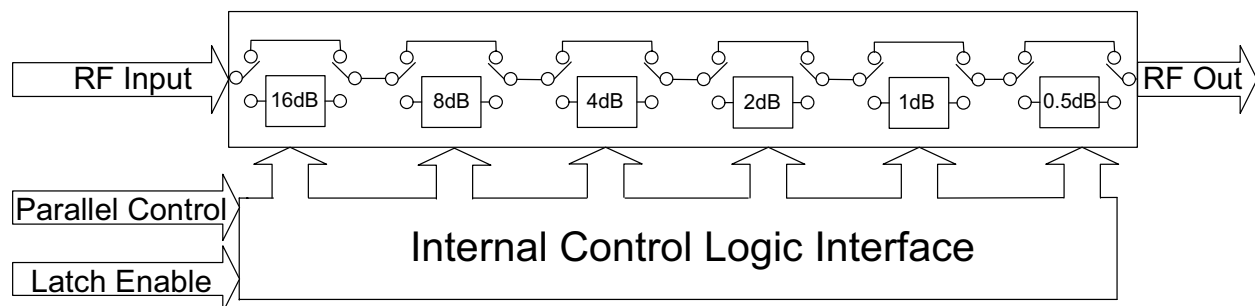 RF Input
16dB
8dB
4dB
2dB
1dB
0.5dB
RF Out
Parallel Control
Internal Control Logic Interface
Latch Enable